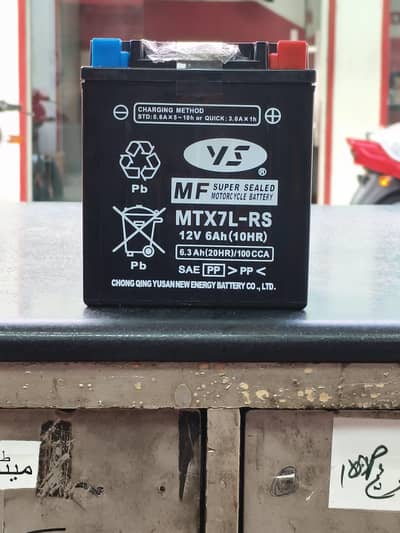 CHARGING METHOD
STD: 0.6A×5~10h or QUICK: 3.0A×1h
YS
®
MF SUPER SEALED
MOTORCYCLE BATTERY
Pb
MTX7L-RS
12V 6Ah(10HR)
6.3Ah(20HR)/100CCA
Pb
SAE PP >PP<
CHONG QING YUSAN NEW ENERGY BATTERY CO., LTD.